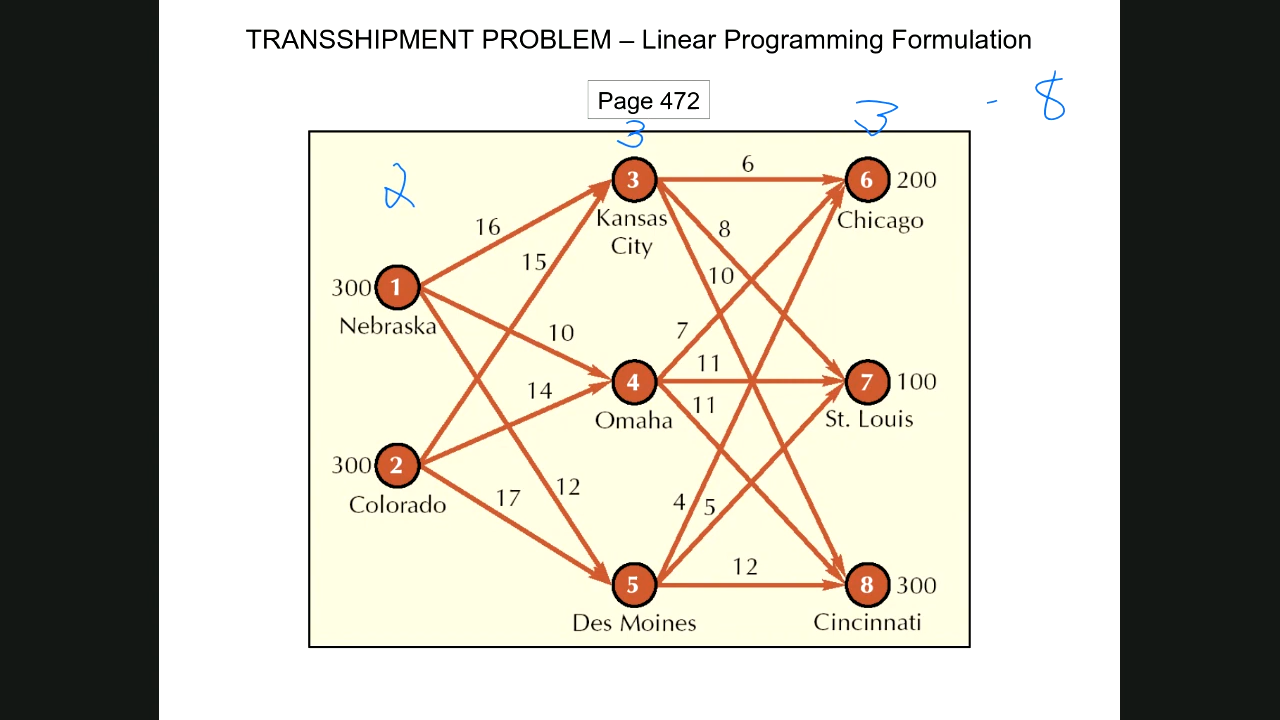 TRANSSHIPMENT PROBLEM – Linear Programming Formulation
Page 472
2
3
3
- 8
16
15
10
14
17
12
6
8
10
7
11
11
4
5
12
300 1
Nebraska
300 2
Colorado
3
Kansas
City
4
Omaha
5
Des Moines
6 200
Chicago
7 100
St. Louis
8 300
Cincinnati